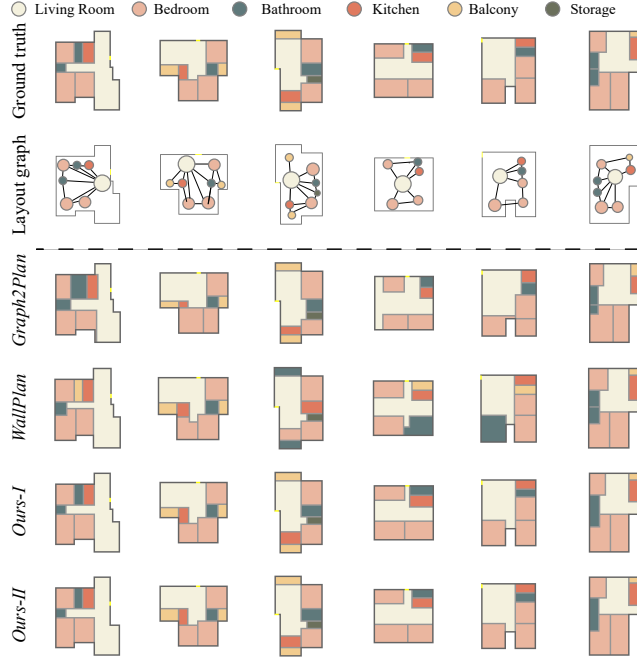 Living Room Bedroom Bathroom Kitchen Balcony Storage
Ground truth
Layout graph
Graph2Plan
WallPlan
Ours-I
Ours-II